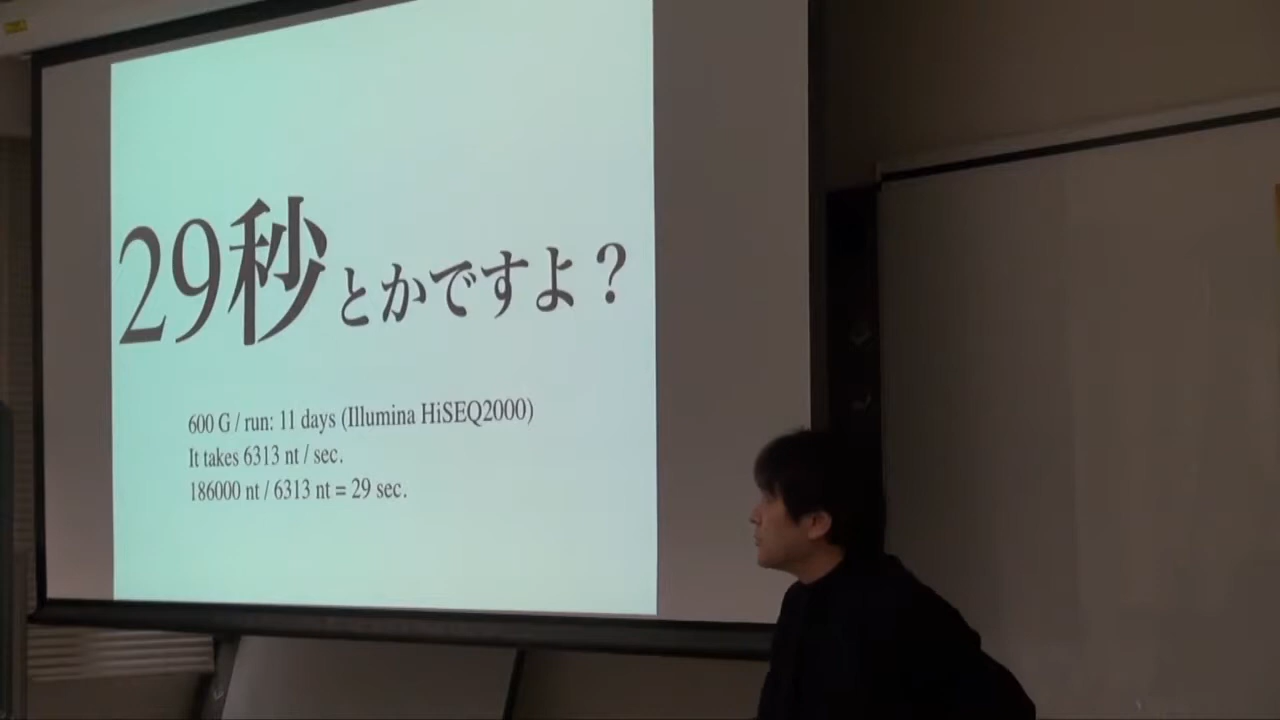 29秒とかですよ？
600 G / run: 11 days (Illumina HiSEQ2000)
It takes 6313 nt / sec.
186000 nt / 6313 nt = 29 sec.